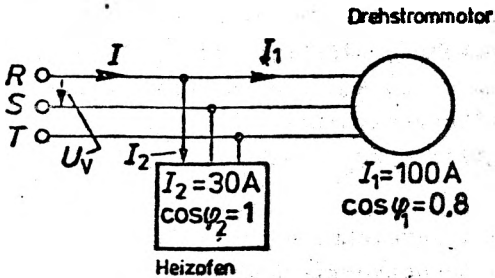 Drehstrommotor
R I I₁
S
T
Uᵥ I₂
I₂=30A
cosφ₂=1
I₁=100A
cosφ₁=0,8
Heizofen